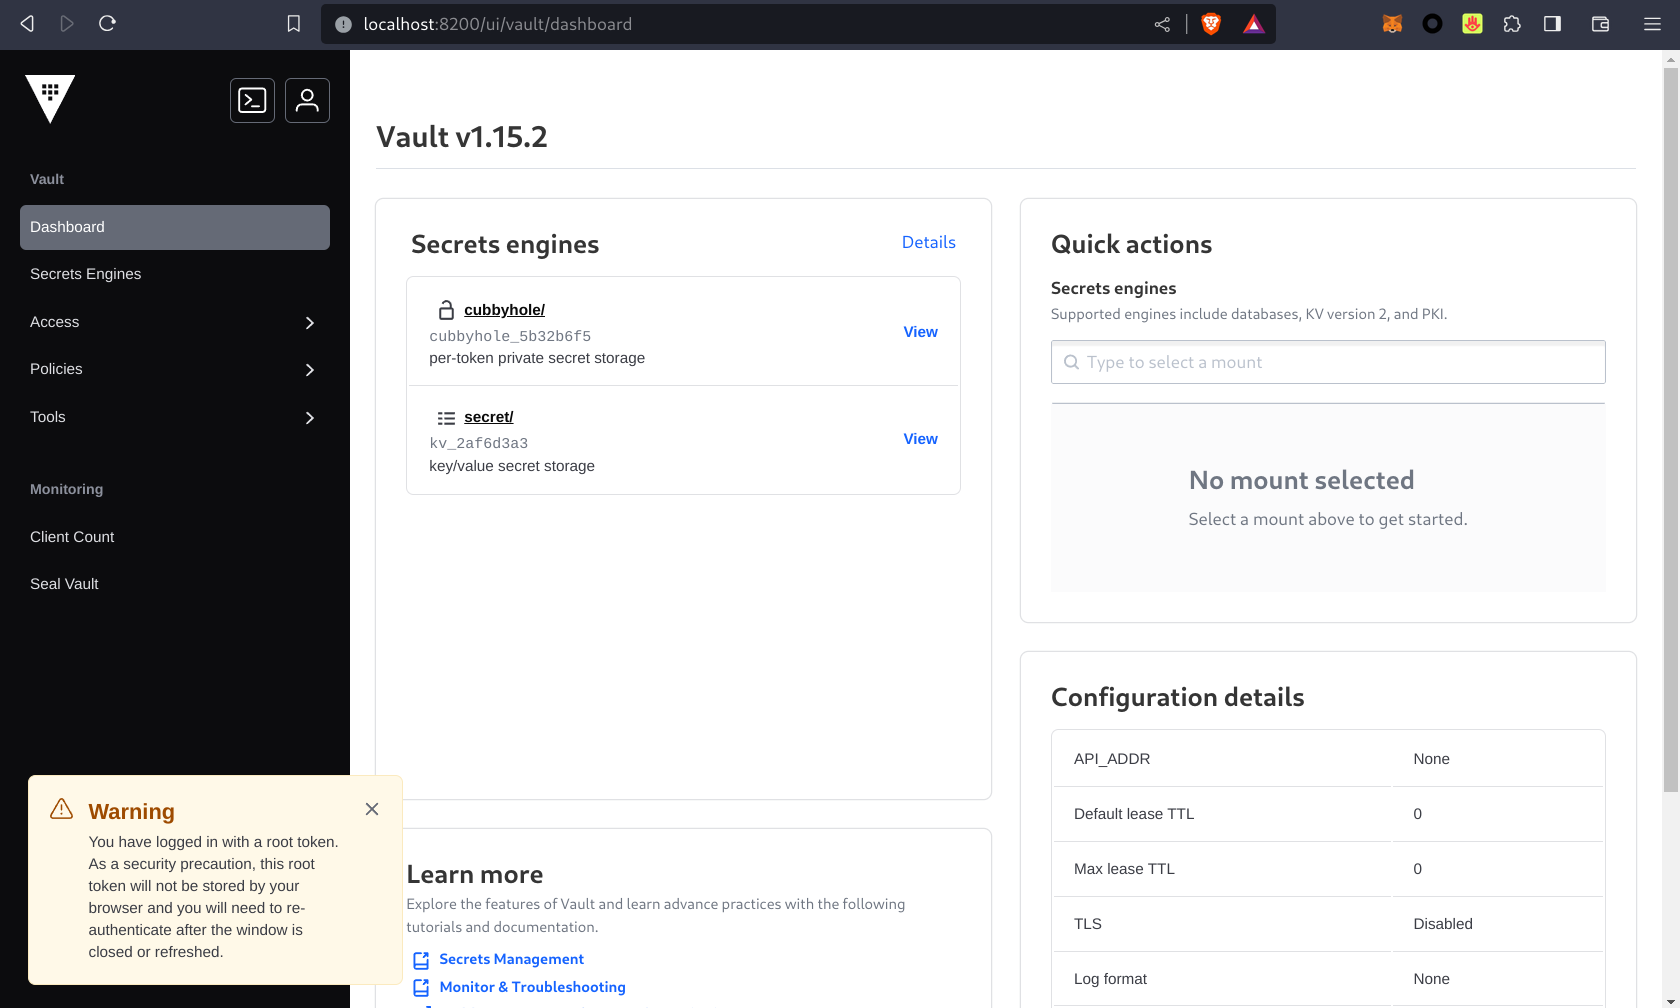 localhost:8200/ui/vault/dashboard
Vault
Dashboard
Secrets Engines
Access
Policies
Tools
Monitoring
Client Count
Seal Vault
Warning
You have logged in with a root token.
As a security precaution, this root
token will not be stored by your
browser and you will need to re-
authenticate after the window is
closed or refreshed.
Vault v1.15.2
Secrets engines
Details
cubbyhole/
cubbyhole_5b32b6f5
per-token private secret storage
View
secret/
kv_2af6d3a3
key/value secret storage
View
Learn more
Explore the features of Vault and learn advance practices with the following
tutorials and documentation.
Secrets Management
Monitor & Troubleshooting
Quick actions
Secrets engines
Supported engines include databases, KV version 2, and PKI.
Type to select a mount
No mount selected
Select a mount above to get started.
Configuration details
API_ADDR None
Default lease TTL 0
Max lease TTL 0
TLS Disabled
Log format None